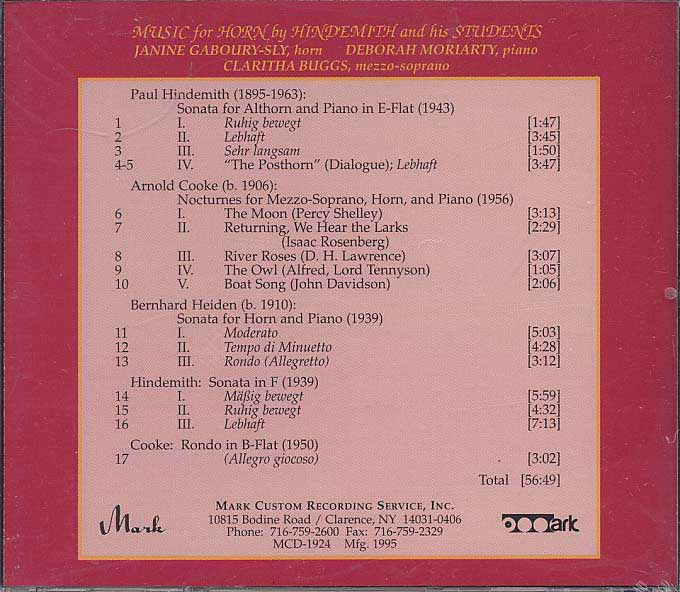 MUSIC for HORN by HINDEMITH and his STUDENTS
JANINE GABOURY-SLY, horn DEBORAH MORIARTY, piano
CLARITHA BUGGS, mezzo-soprano
Paul Hindemith (1895-1963):
Sonata for Althorn and Piano in E-Flat (1943)
1 I. Ruhig bewegt [1:47]
2 II. Lebhaft [3:45]
3 III. Sehr langsam [1:50]
4-5 IV. “The Posthorn” (Dialogue); Lebhaft [3:47]
Arnold Cooke (b. 1906):
Nocturnes for Mezzo-Soprano, Horn, and Piano (1956)
6 I. The Moon (Percy Shelley) [3:13]
7 II. Returning, We Hear the Larks [2:29]
(Isaac Rosenberg)
8 III. River Roses (D. H. Lawrence) [3:07]
9 IV. The Owl (Alfred, Lord Tennyson) [1:05]
10 V. Boat Song (John Davidson) [2:06]
Bernhard Heiden (b. 1910):
Sonata for Horn and Piano (1939)
11 I. Moderato [5:03]
12 II. Tempo di Minuetto [4:28]
13 III. Rondo (Allegretto) [3:12]
Hindemith: Sonata in F (1939)
14 I. Mäßig bewegt [5:59]
15 II. Ruhig bewegt [4:32]
16 III. Lebhaft [7:13]
Cooke: Rondo in B-Flat (1950)
17 (Allegro giocoso) [3:02]
Total [56:49]
MARK CUSTOM RECORDING SERVICE, INC.
10815 Bodine Road / Clarence, NY 14031-0406
Phone: 716-759-2600 Fax: 716-759-2329
MCD-1924 Mfg. 1995
Mark
Mark